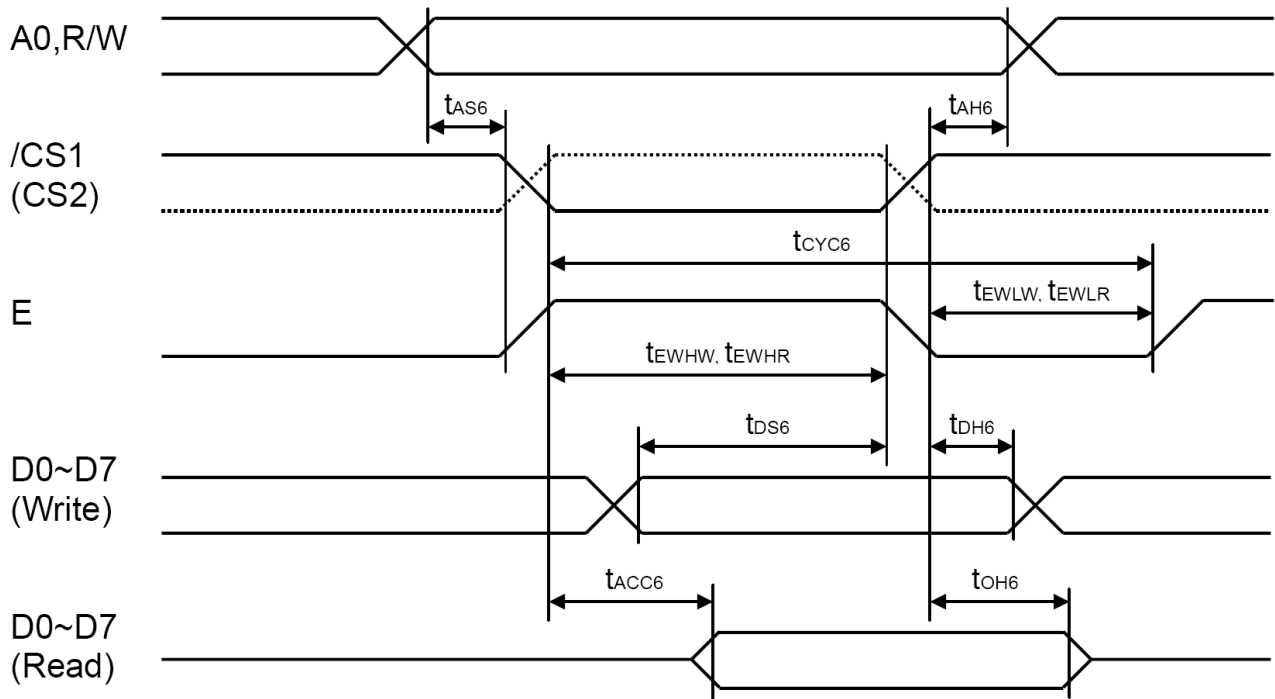 A0,R/W
tAS6
tAH6
/CS1
(CS2)
tCYC6
E
tEWLW, tEWLR
tEWHW, tEWHR
tDS6
tDH6
D0~D7
(Write)
tACC6
tOH6
D0~D7
(Read)